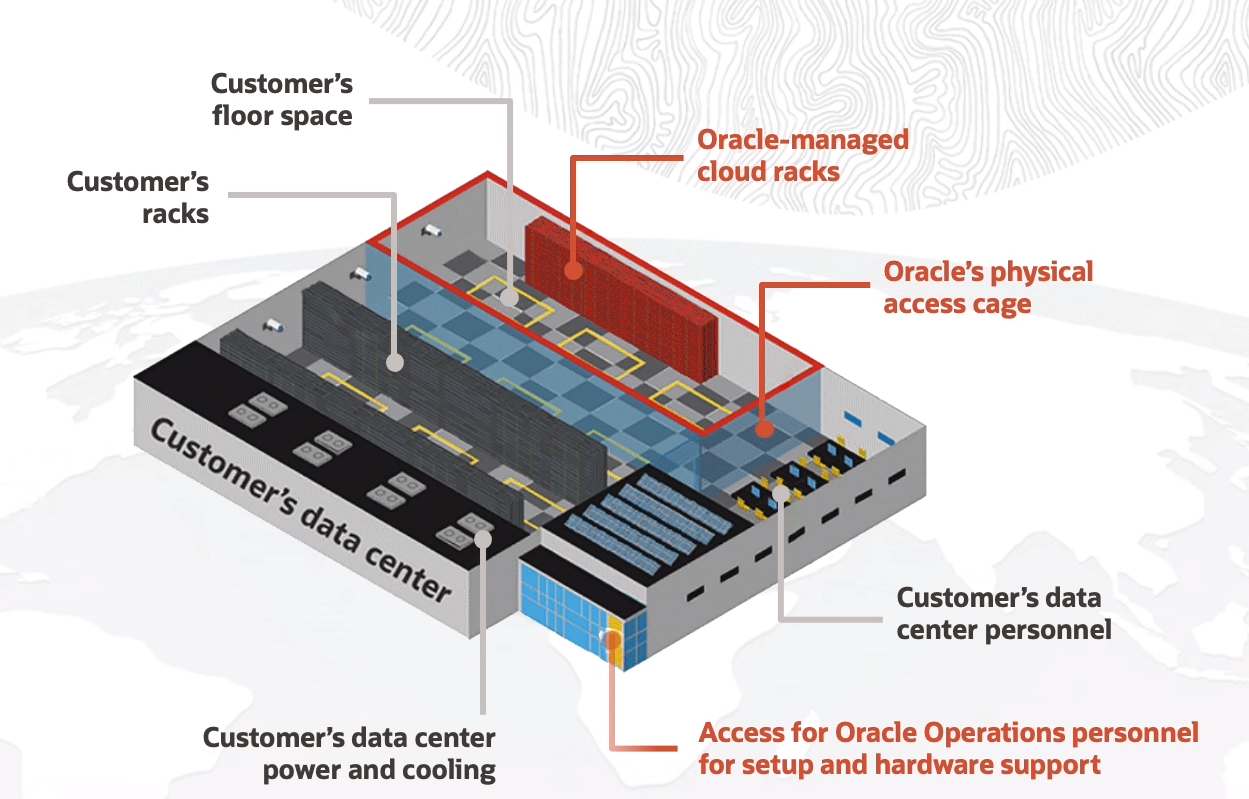 Customer’s
floor space
Oracle-managed
cloud racks
Customer’s
racks
Oracle’s physical
access cage
Customer’s data center
Customer’s data
center personnel
Customer’s data center
power and cooling
Access for Oracle Operations personnel
for setup and hardware support